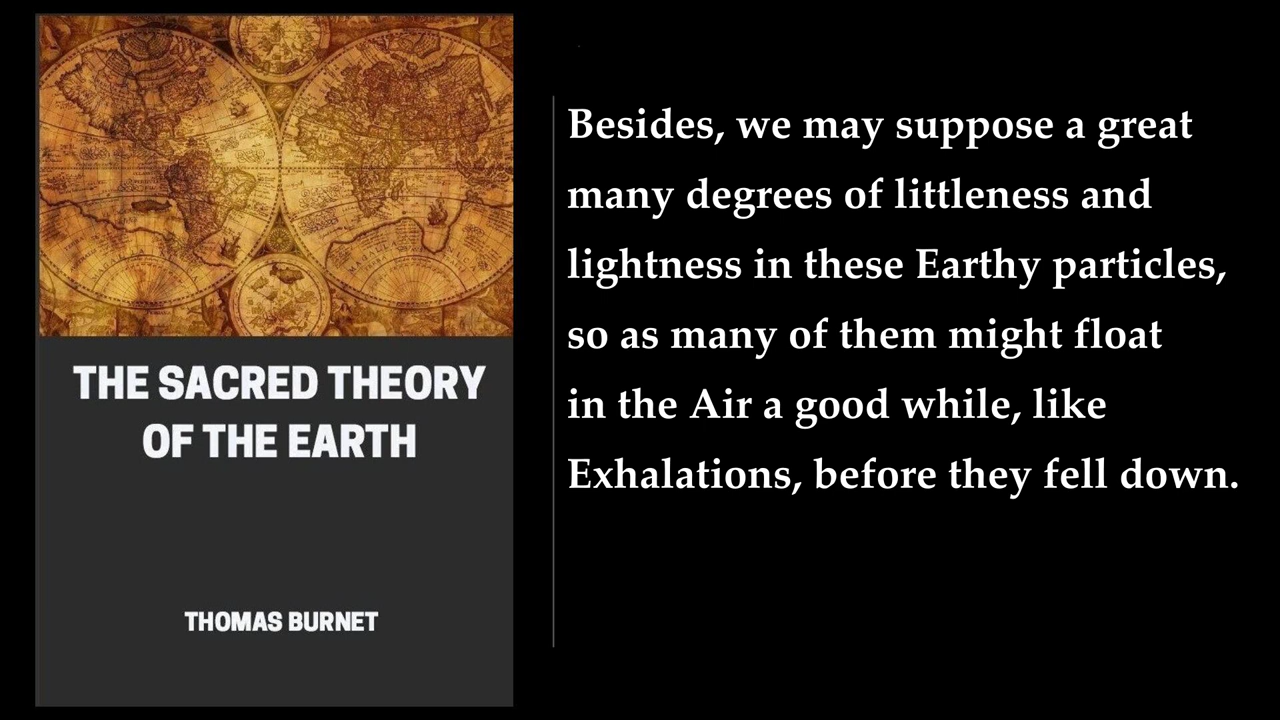 THE SACRED THEORY
OF THE EARTH
THOMAS BURNET
Besides, we may suppose a great
many degrees of littleness and
lightness in these Earthy particles,
so as many of them might float
in the Air a good while, like
Exhalations, before they fell down.